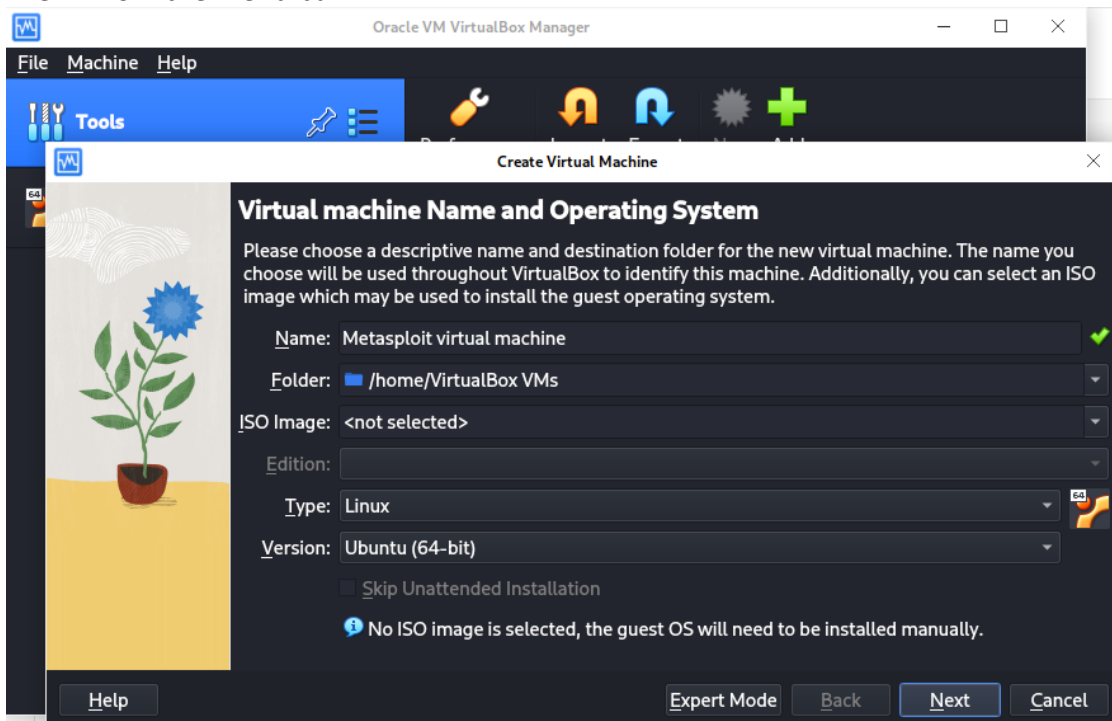 Oracle VM VirtualBox Manager
File Machine Help
Tools
Create Virtual Machine
64
Virtual machine Name and Operating System
Please choose a descriptive name and destination folder for the new virtual machine. The name you
choose will be used throughout VirtualBox to identify this machine. Additionally, you can select an ISO
image which may be used to install the guest operating system.
Name: Metasploit virtual machine
Folder: /home/VirtualBox VMs
ISO Image: <not selected>
Edition:
Type: Linux
64
Version: Ubuntu (64-bit)
Skip Unattended Installation
No ISO image is selected, the guest OS will need to be installed manually.
Help Expert Mode Back Next Cancel